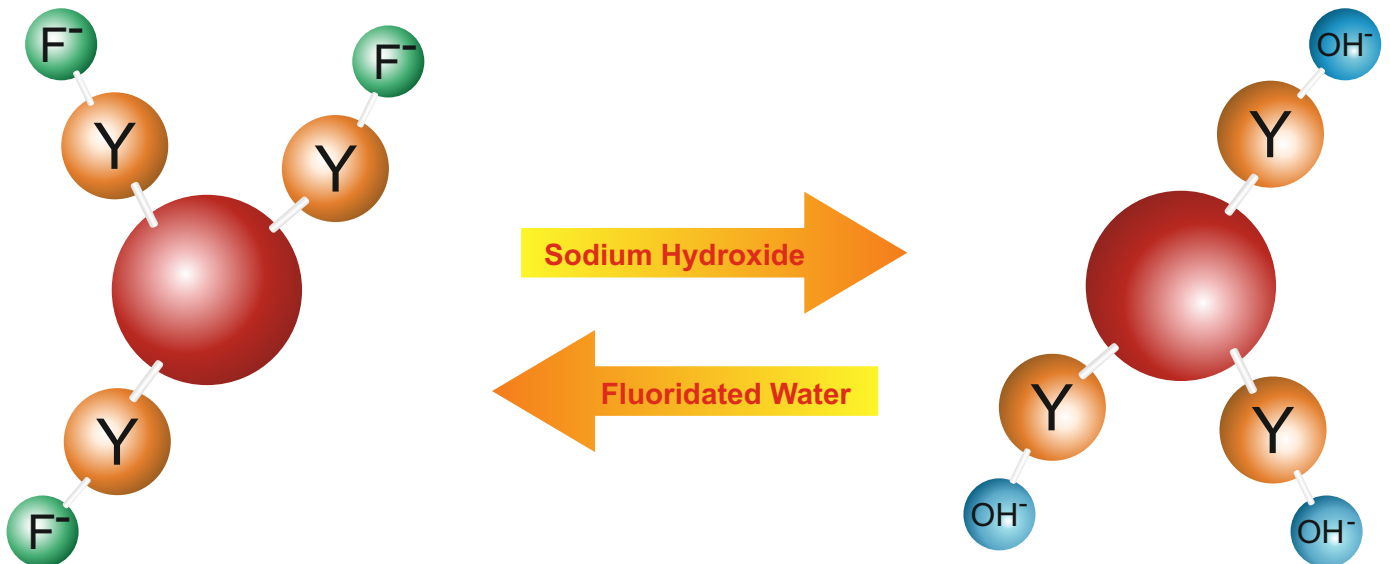 F⁻
F⁻
OH⁻
Y
Y
Y
Sodium Hydroxide
Fluoridated Water
Y
Y
Y
F⁻
OH⁻
OH⁻